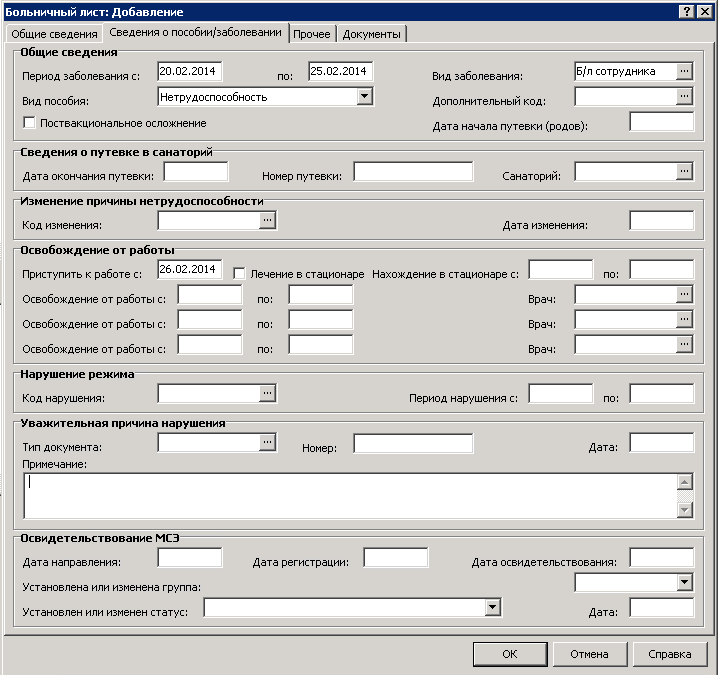 Больничный лист: Добавление
Общие сведения Сведения о пособии/заболевании Прочее Документы
Общие сведения
Период заболевания с: 20.02.2014 по: 25.02.2014 Вид заболевания: Б/л сотрудника ...
Вид пособия: Нетрудоспособность Дополнительный код: ...
Поствакциональное осложнение Дата начала путевки (родов):
Сведения о путевке в санаторий
Дата окончания путевки: Номер путевки: Санаторий: ...
Изменение причины нетрудоспособности
Код изменения: ... Дата изменения:
Освобождение от работы
Приступить к работе с: 26.02.2014 Лечение в стационаре Нахождение в стационаре с: по:
Освобождение от работы с: по: Врач: ...
Освобождение от работы с: по: Врач: ...
Освобождение от работы с: по: Врач: ...
Нарушение режима
Код нарушения: ... Период нарушения с: по:
Уважительная причина нарушения
Тип документа: ... Номер: Дата:
Примечание:
Освидетельствование МСЭ
Дата направления: Дата регистрации: Дата освидетельствования:
Установлена или изменена группа:
Установлен или изменен статус: Дата:
OK Отмена Справка